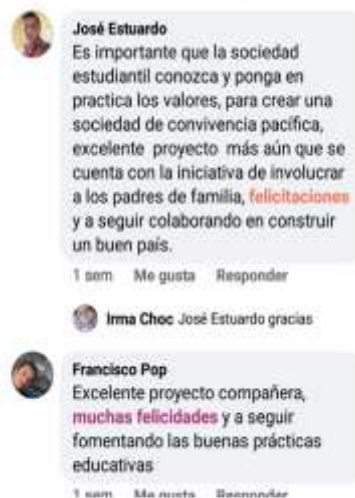 José Estuardo
Es importante que la sociedad
estudiantil conozca y ponga en
practica los valores, para crear una
sociedad de convivencia pacífica,
excelente proyecto más aún que se
cuenta con la iniciativa de involucrar
a los padres de familia, felicitaciones
y a seguir colaborando en construir
un buen país.
1 sem Me gusta Responder
Irma Choc José Estuardo gracias
Francisco Pop
Excelente proyecto compañera,
muchas felicidades y a seguir
fomentando las buenas prácticas
educativas
1 sem Me gusta Responder